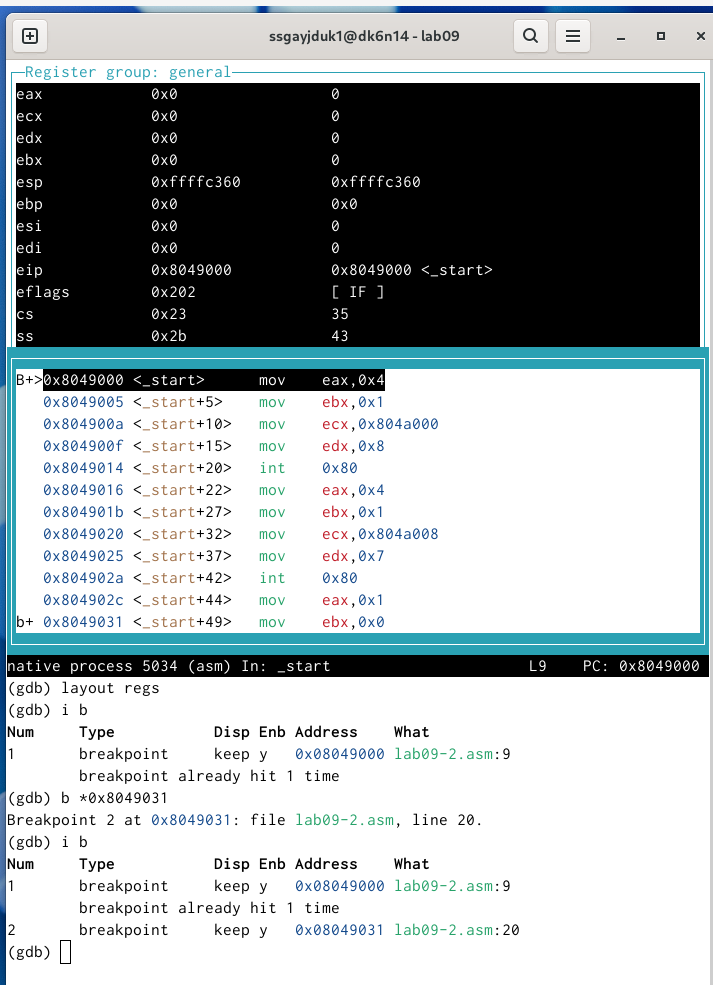 ssgayjduk1@dk6n14 - lab09
Register group: general
eax 0x0 0
ecx 0x0 0
edx 0x0 0
ebx 0x0 0
esp 0xffffc360 0xffffc360
ebp 0x0 0x0
esi 0x0 0
edi 0x0 0
eip 0x8049000 0x8049000 <_start>
eflags 0x202 [ IF ]
cs 0x23 35
ss 0x2b 43
B+>0x8049000 <_start> mov eax,0x4
0x8049005 <_start+5> mov ebx,0x1
0x804900a <_start+10> mov ecx,0x804a000
0x804900f <_start+15> mov edx,0x8
0x8049014 <_start+20> int 0x80
0x8049016 <_start+22> mov eax,0x4
0x804901b <_start+27> mov ebx,0x1
0x8049020 <_start+32> mov ecx,0x804a008
0x8049025 <_start+37> mov edx,0x7
0x804902a <_start+42> int 0x80
0x804902c <_start+44> mov eax,0x1
b+ 0x8049031 <_start+49> mov ebx,0x0
native process 5034 (asm) In: _start L9 PC: 0x8049000
(gdb) layout regs
(gdb) i b
Num Type Disp Enb Address What
1 breakpoint keep y 0x08049000 lab09-2.asm:9
breakpoint already hit 1 time
(gdb) b *0x8049031
Breakpoint 2 at 0x8049031: file lab09-2.asm, line 20.
(gdb) i b
Num Type Disp Enb Address What
1 breakpoint keep y 0x08049000 lab09-2.asm:9
breakpoint already hit 1 time
2 breakpoint keep y 0x08049031 lab09-2.asm:20
(gdb)